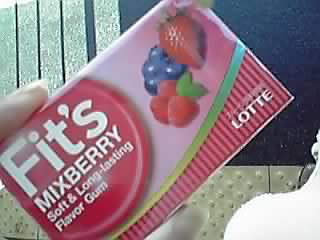 Fit's
MIXBERRY
Soft & Long-lasting
Flavor Gum
LOTTE